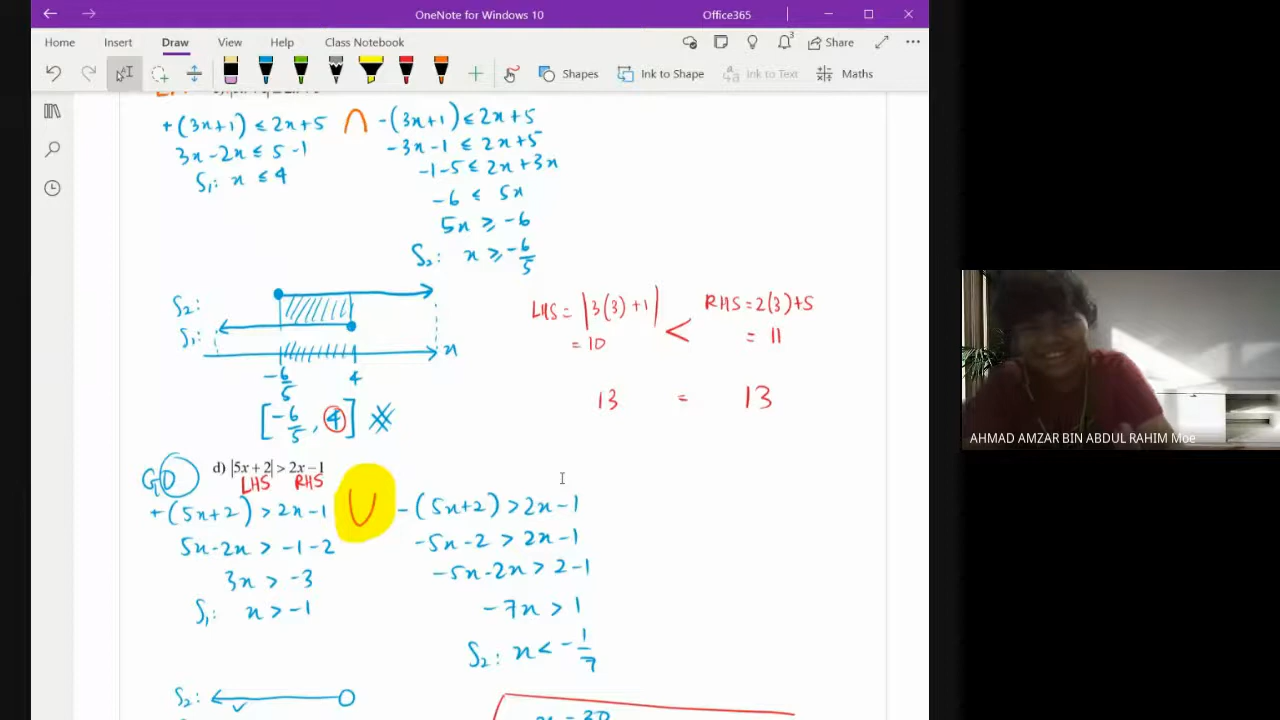 OneNote for Windows 10
Office365
Home Insert Draw View Help Class Notebook
3
Share
Shapes Ink to Shape Ink to Text Maths
+(3x+1) ≤ 2x+5 ∩ -(3x+1) ≤ 2x+5
3x-2x ≤ 5-1
-3x-1 ≤ 2x+5
S₁: x ≤ 4
-1-5 ≤ 2x+3x
-6 ≤ 5x
5x ≥ -6
S₂: x ≥ -6/5
S₂:
S₁:
x
-6/5 4
[-6/5, 4]
LHS = |3(3)+1| < RHS = 2(3)+5
= 10 = 11
13 = 13
GO d) |5x + 2| > 2x − 1
LHS RHS
+(5x+2) > 2x-1 U -(5x+2) > 2x-1
5x-2x > -1-2
-5x-2 > 2x-1
3x > -3
-5x-2x > 2-1
S₁: x > -1
-7x > 1
S₂: x < -1/7
S₂:
x = 30
AHMAD AMZAR BIN ABDUL RAHIM Moe